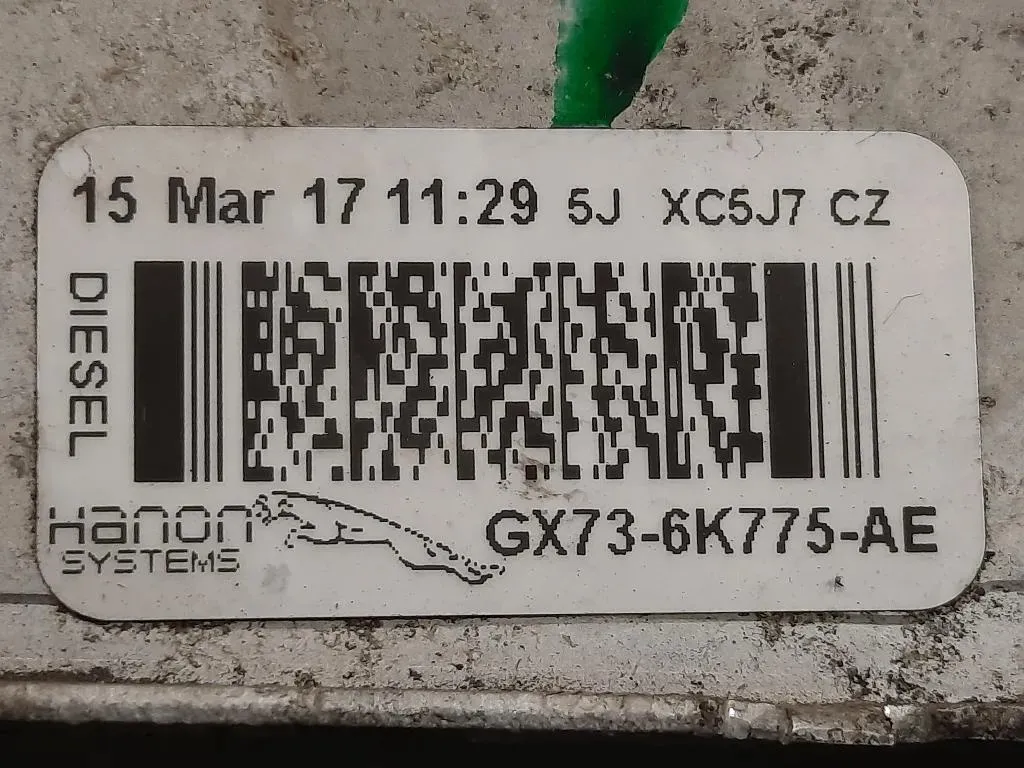 15 Mar 17 11:29 5J XC5J7 CZ
DIESEL
Hanon
SYSTEMS
GX73-6K775-AE